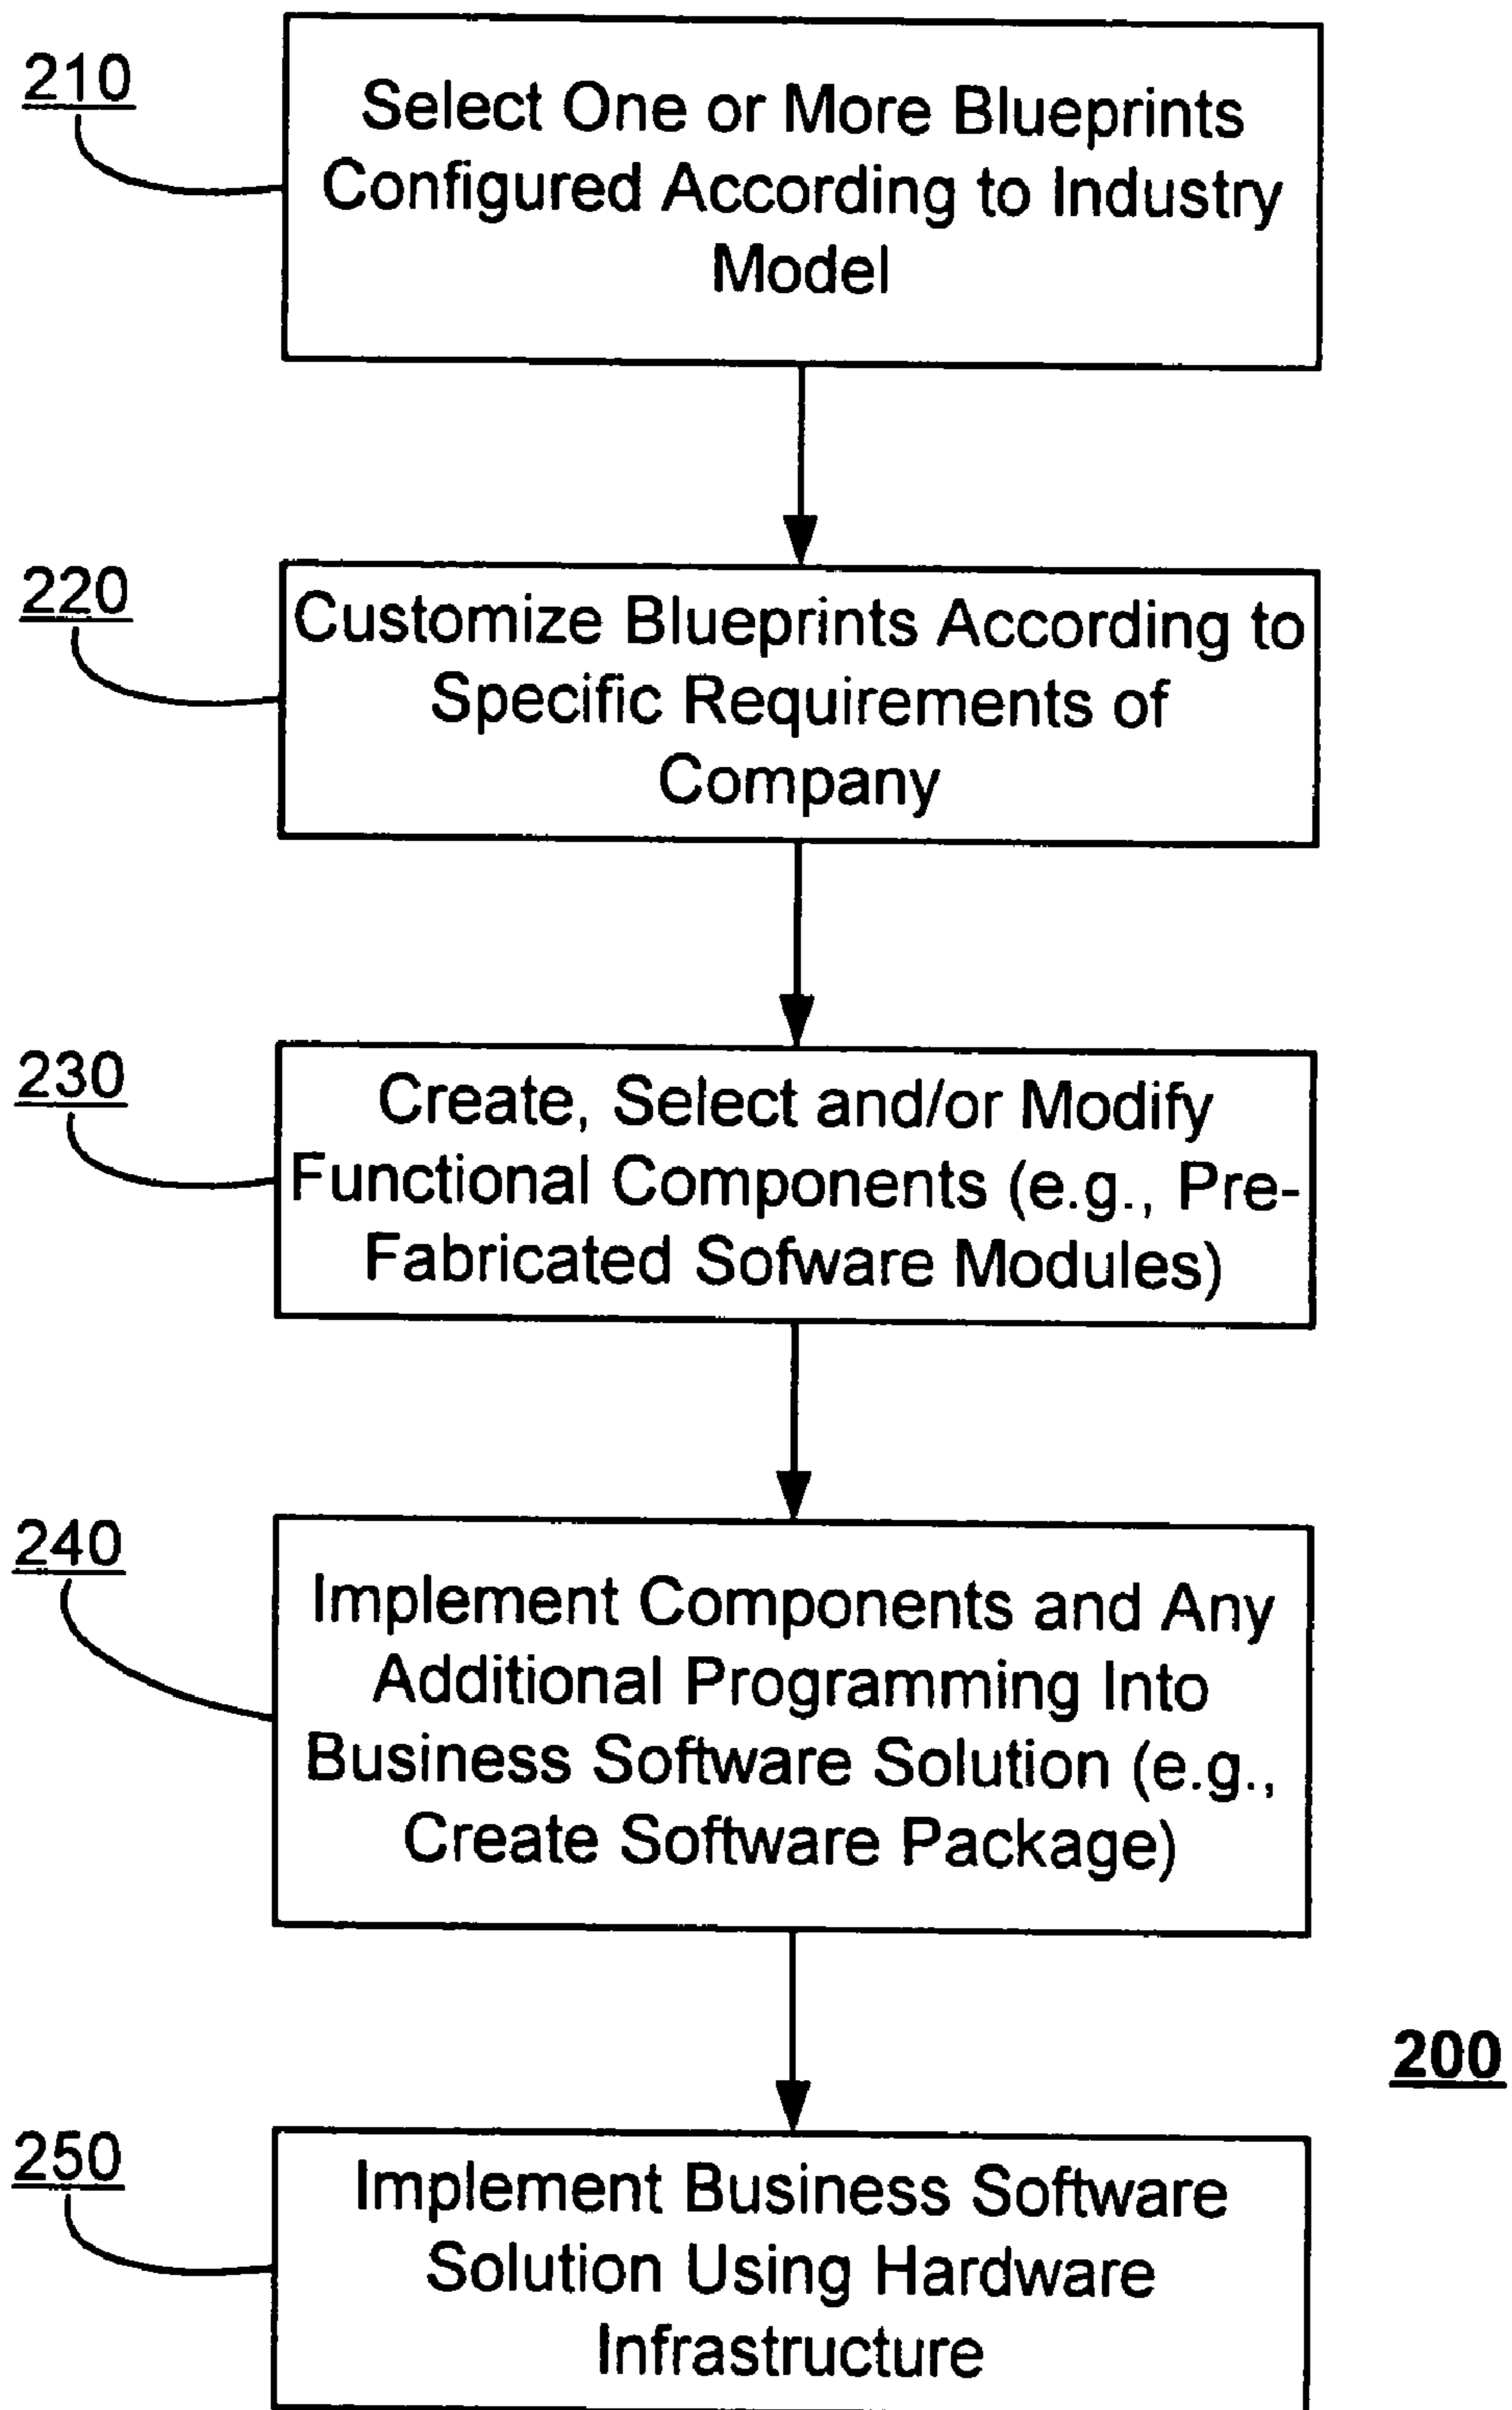 210
Select One or More Blueprints
Configured According to Industry
Model
220
Customize Blueprints According to
Specific Requirements of
Company
230
Create, Select and/or Modify
Functional Components (e.g., Pre-
Fabricated Sofware Modules)
240
Implement Components and Any
Additional Programming Into
Business Software Solution (e.g.,
Create Software Package)
200
250
Implement Business Software
Solution Using Hardware
Infrastructure